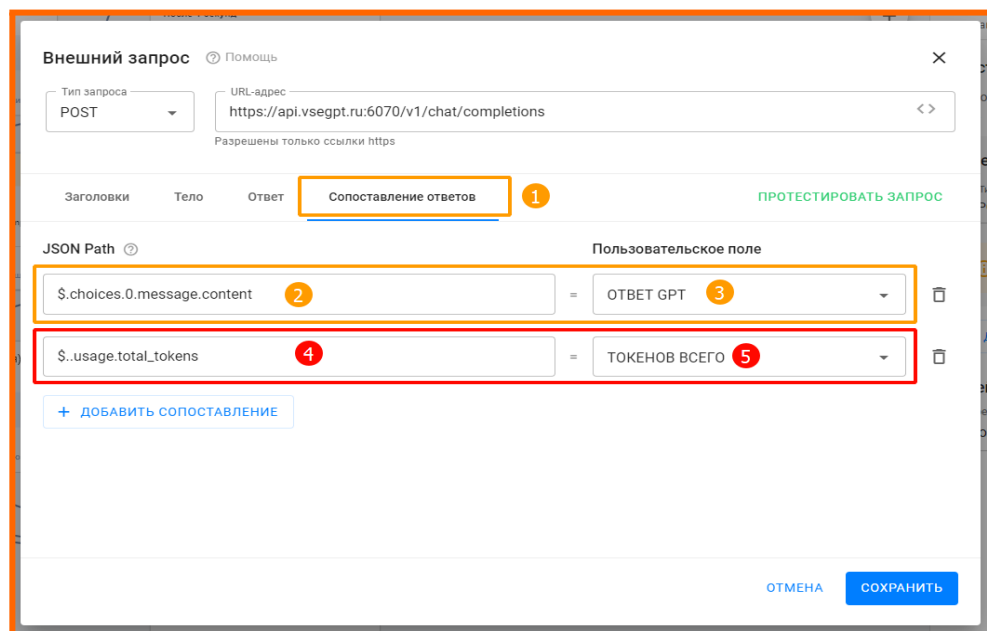 Внешний запрос Помощь
Тип запроса
URL-адрес
POST
https://api.vsegpt.ru:6070/v1/chat/completions
Разрешены только ссылки https
Заголовки Тело Ответ Сопоставление ответов 1 ПРОТЕСТИРОВАТЬ ЗАПРОС
JSON Path Пользовательское поле
$.choices.0.message.content 2 = ОТВЕТ GPT 3
$..usage.total_tokens 4 = ТОКЕНОВ ВСЕГО 5
+ ДОБАВИТЬ СОПОСТАВЛЕНИЕ
ОТМЕНА СОХРАНИТЬ